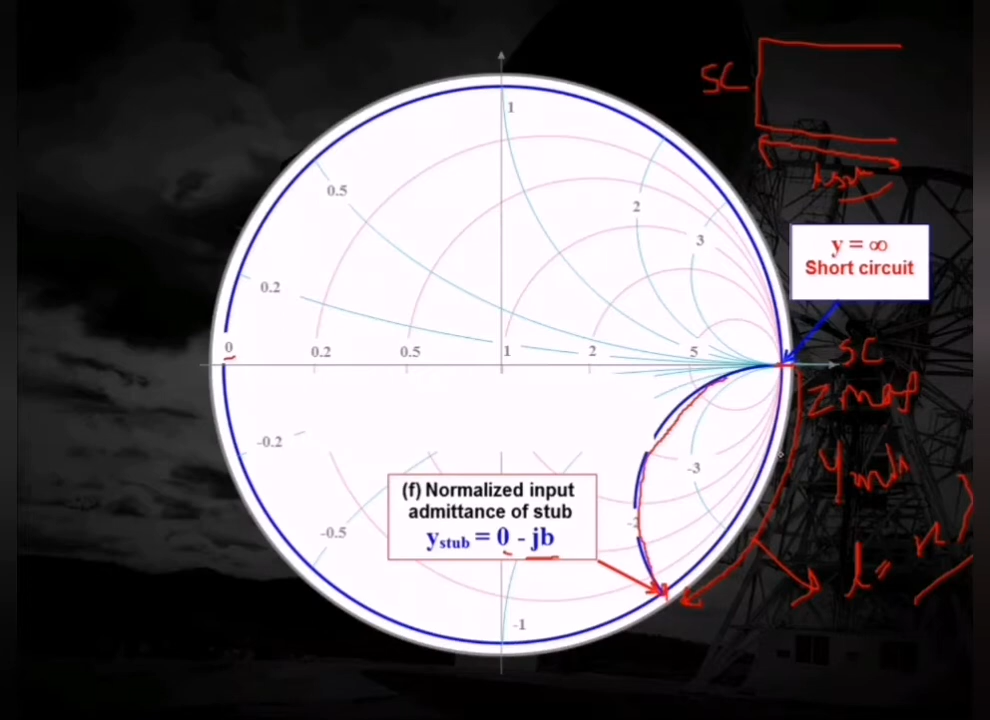 SC
1
0.5
2
3
y = ∞
Short circuit
0.2
0
0.2
0.5
1
2
5
SC
-0.2
-3
(f) Normalized input
admittance of stub
y stub = 0 - jb
-0.5
-1